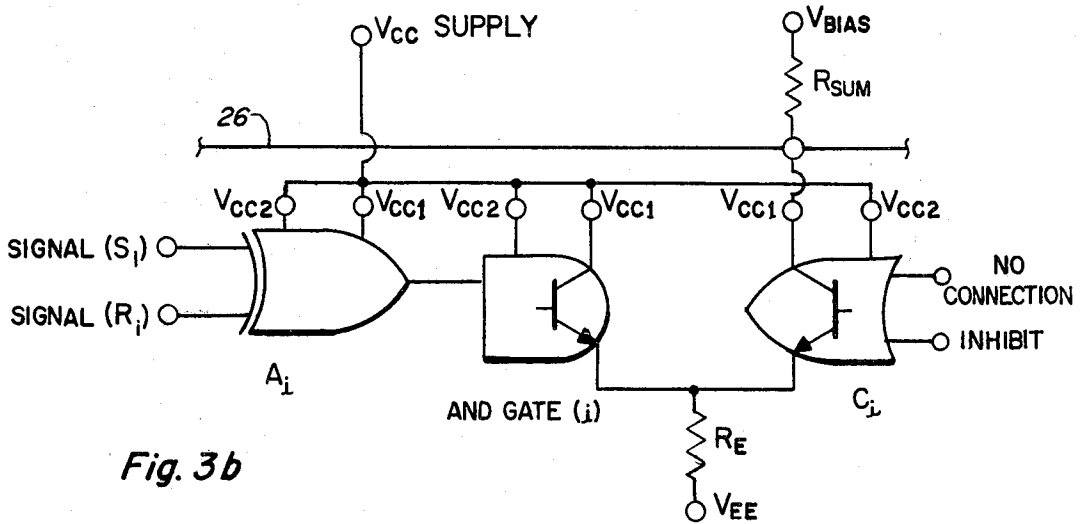 VCC SUPPLY
VBIAS
RSUM
26
VCC2
VCC1
VCC2
VCC1
VCC1
VCC2
SIGNAL (Si)
SIGNAL (Ri)
NO
CONNECTION
INHIBIT
Ai
AND GATE (i)
Ci
RE
VEE
Fig. 3b